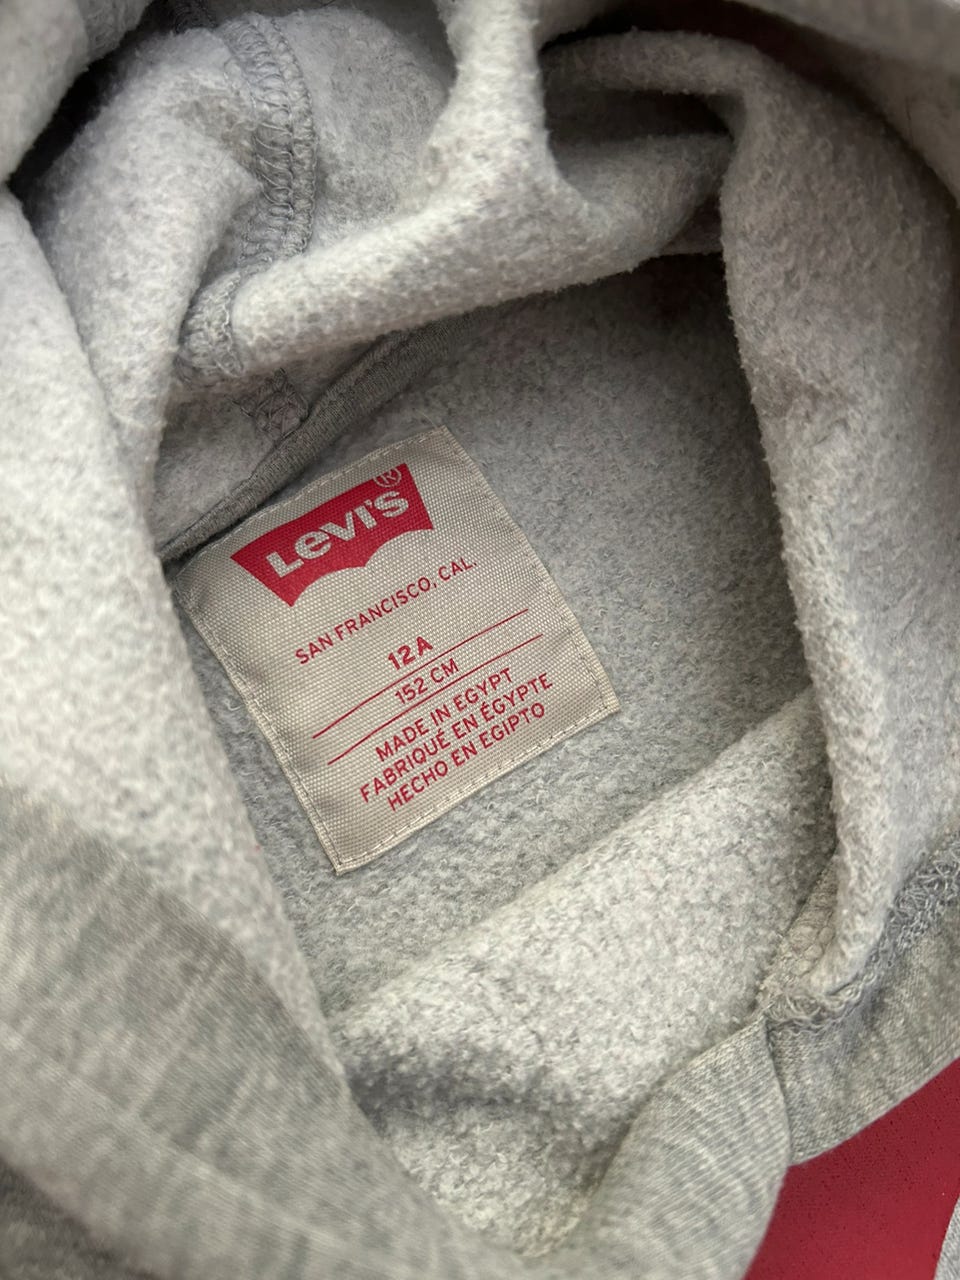 Levi's®
SAN FRANCISCO, CAL.
12A
152 CM
MADE IN EGYPT
FABRIQUÉ EN ÉGYPTE
HECHO EN EGIPTO